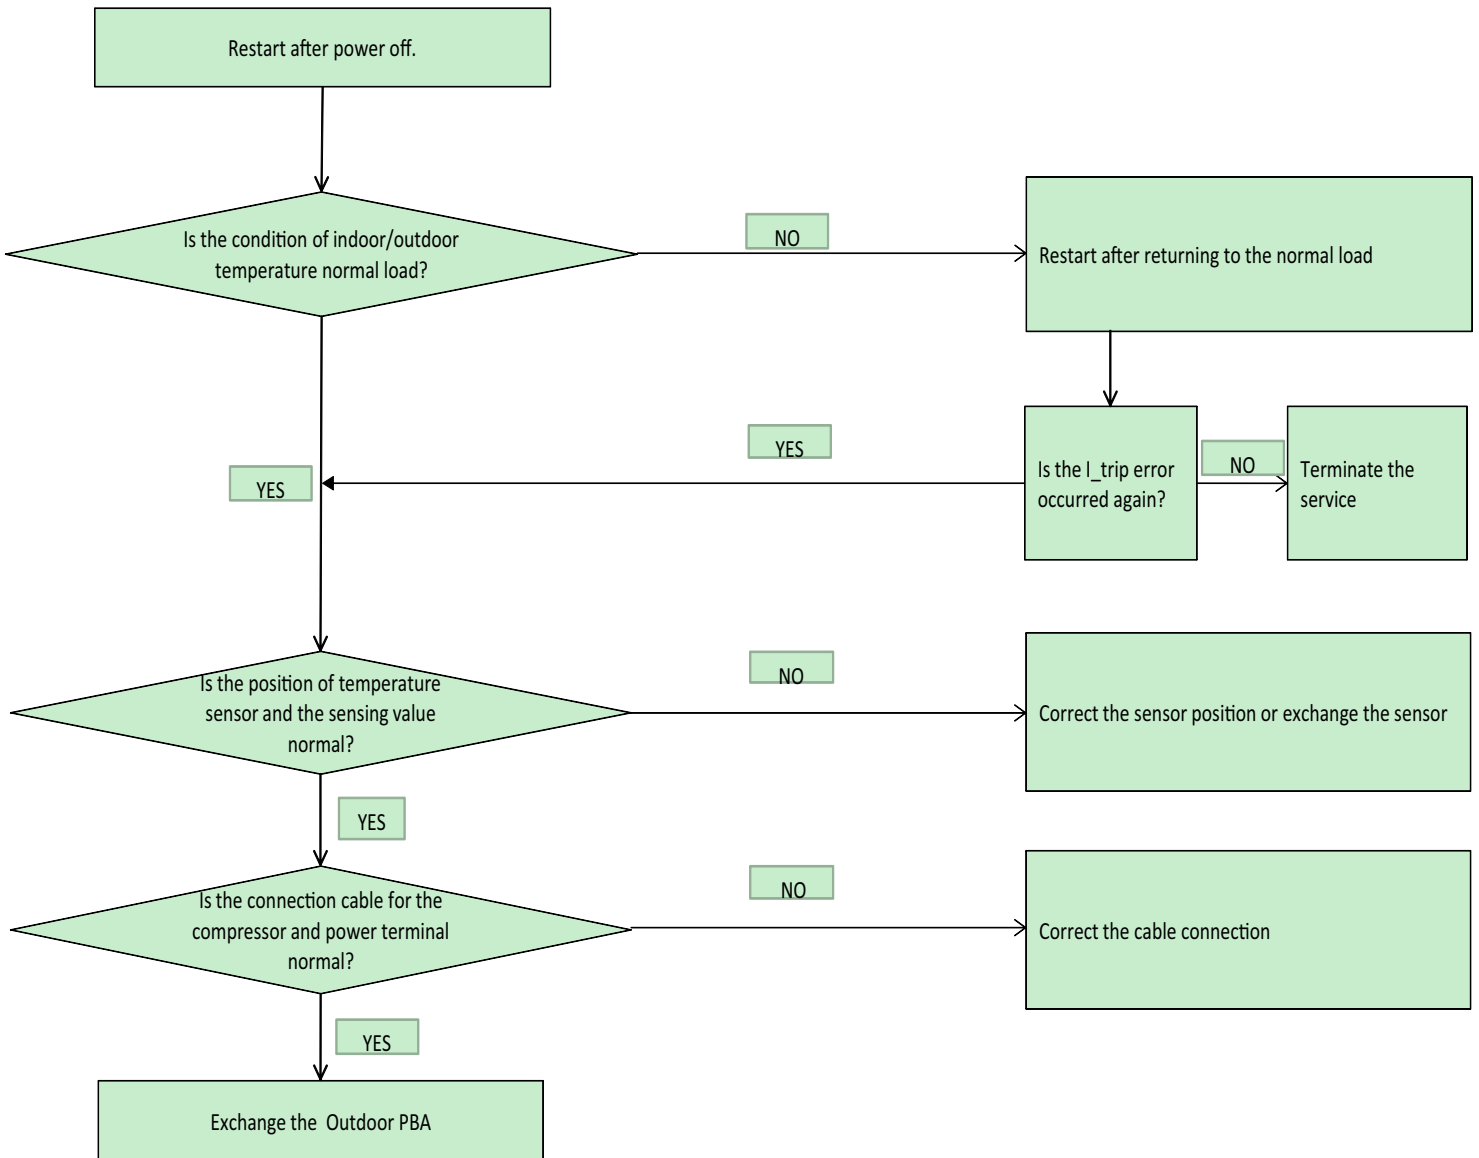 Restart after power off.
Is the condition of indoor/outdoor
temperature normal load?
NO
Restart after returning to the normal load
YES
YES
Is the I_trip error
occurred again?
NO
Terminate the
service
Is the position of temperature
sensor and the sensing value
normal?
NO
Correct the sensor position or exchange the sensor
YES
Is the connection cable for the
compressor and power terminal
normal?
NO
Correct the cable connection
YES
Exchange the  Outdoor PBA